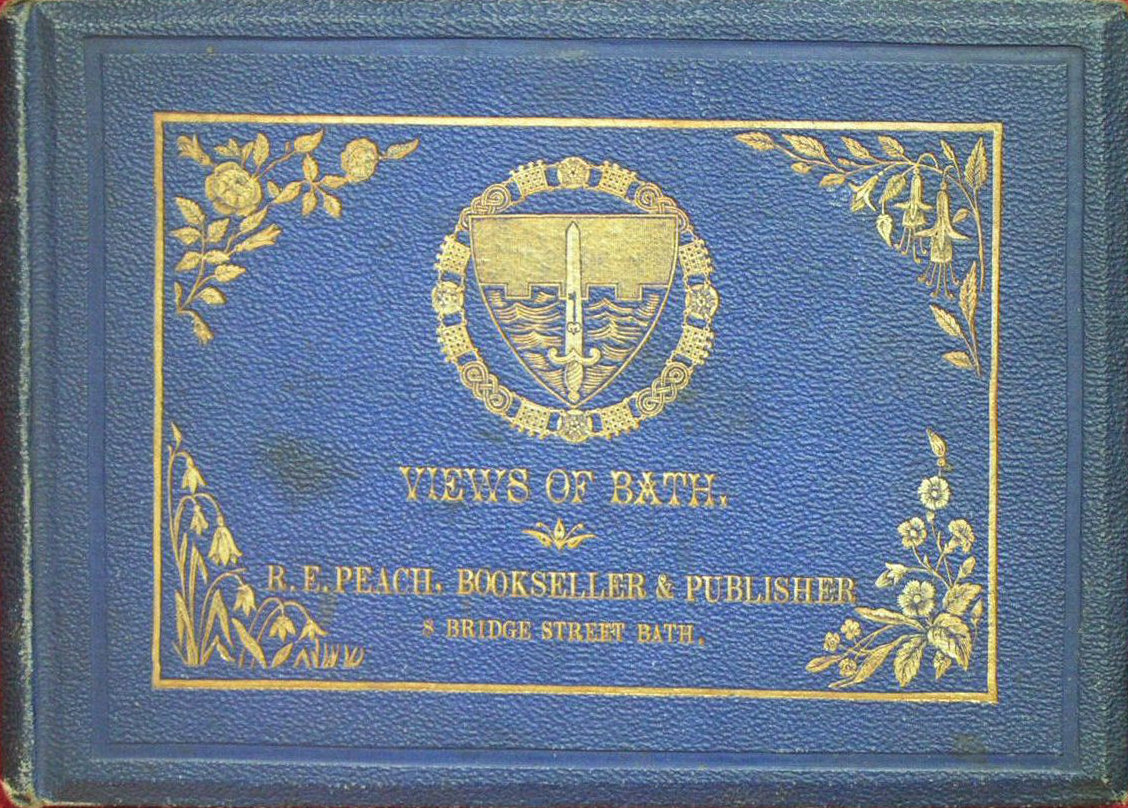 VIEWS OF BATH.
R. E. PEACH. BOOKSELLER & PUBLISHER
8 BRIDGE STREET BATH.